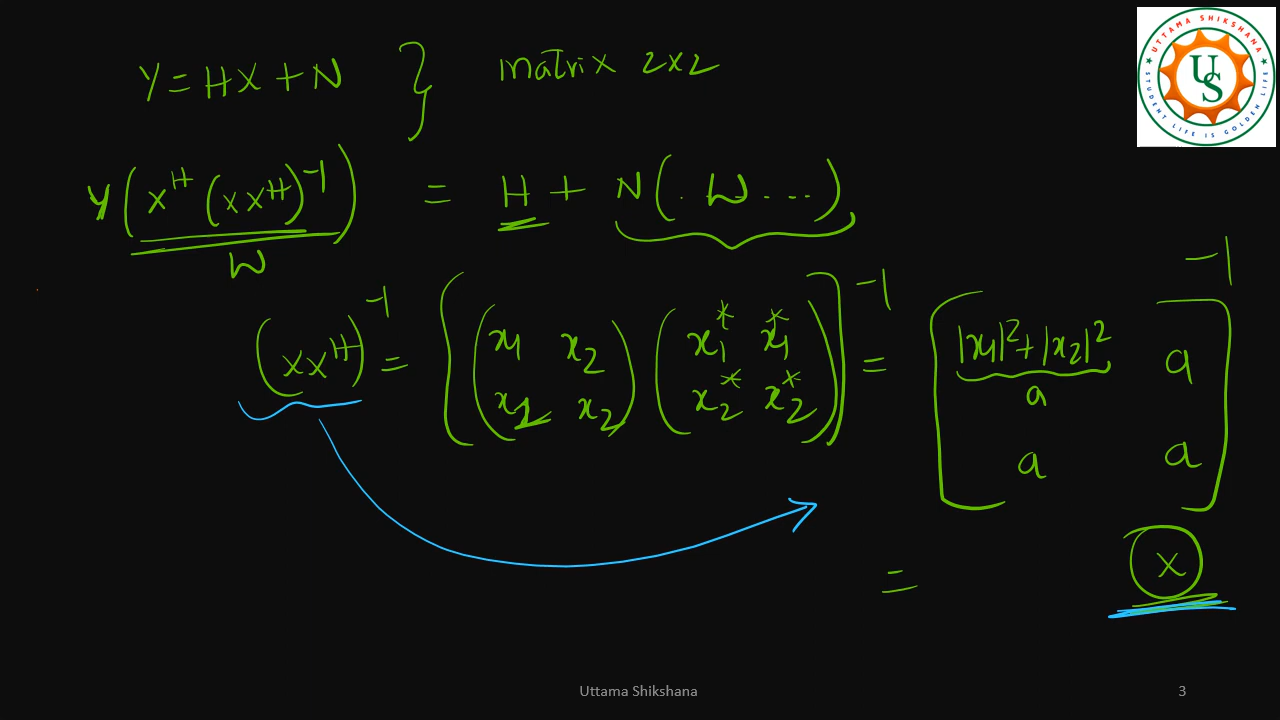 Y = HX + N } matrix 2x2
Y(X^H (XX^H)^-1) = H + N(. W ...)
W
(XX^H)^-1 = [(x1 x2 x1 x2)(x1* x1* x2* x2*)]^-1 = [|x1|^2+|x2|^2 a
a
a a]^-1
= X
UTTAMA SHIKSHANA
US
STUDENT LIFE IS GOLDEN LIFE
Uttama Shikshana
3